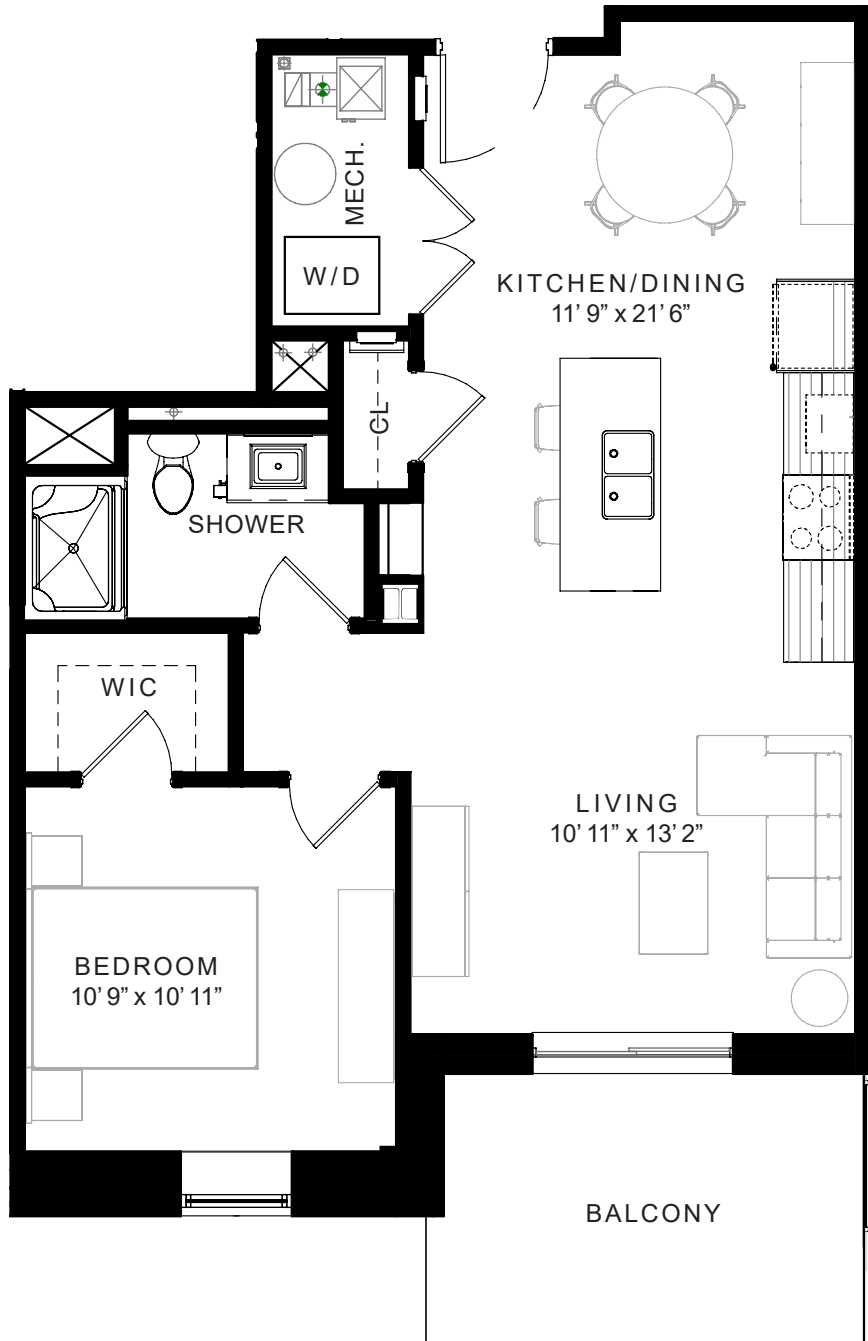 MECH.
W/D
KITCHEN/DINING
11’ 9” x 21’ 6”
CL
SHOWER
WIC
LIVING
10’ 11” x 13’ 2”
BEDROOM
10’ 9” x 10’ 11”
BALCONY